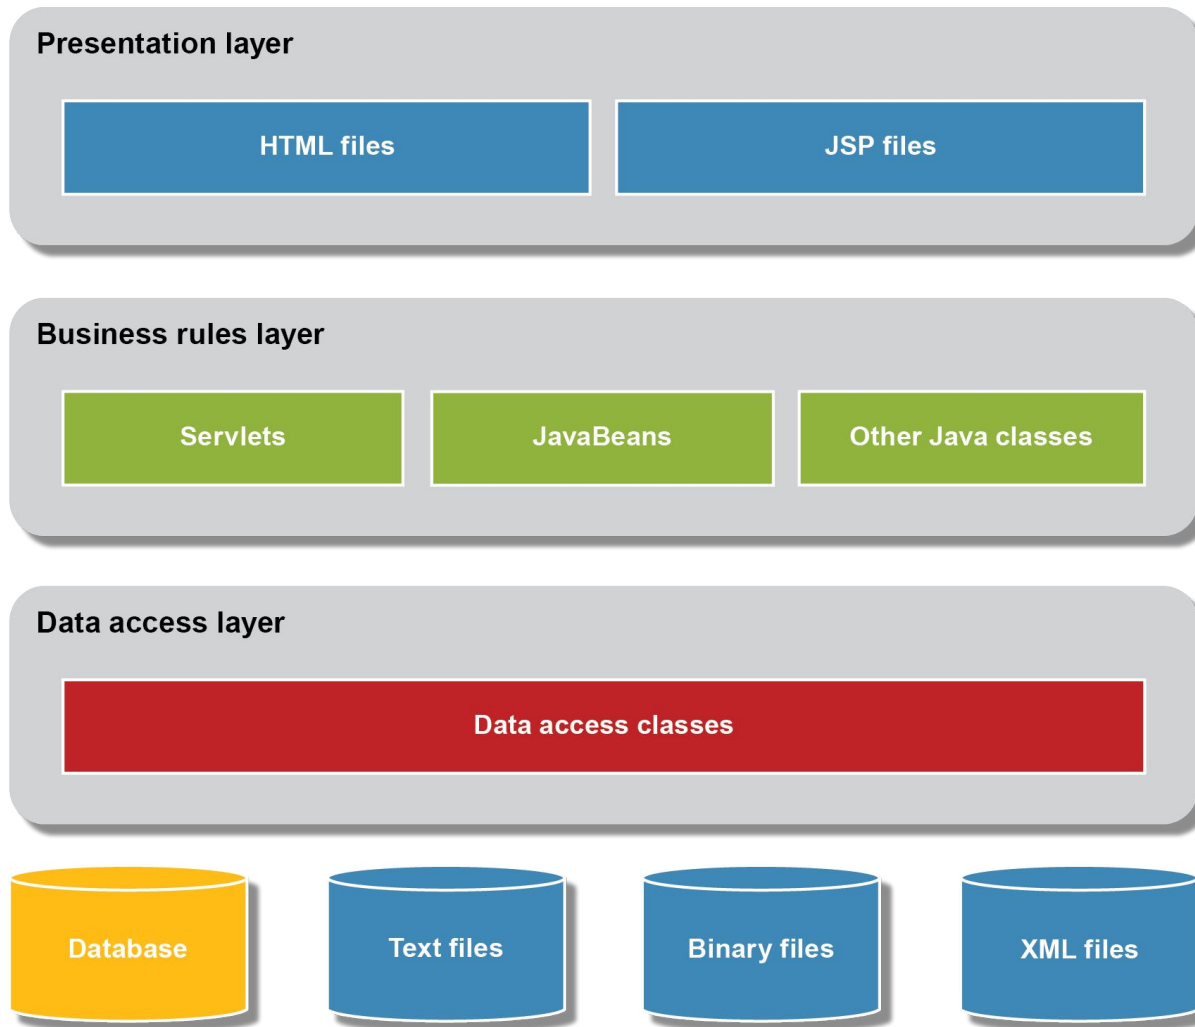 Presentation layer
HTML files
JSP files
Business rules layer
Servlets
JavaBeans
Other Java classes
Data access layer
Data access classes
Database
Text files
Binary files
XML files